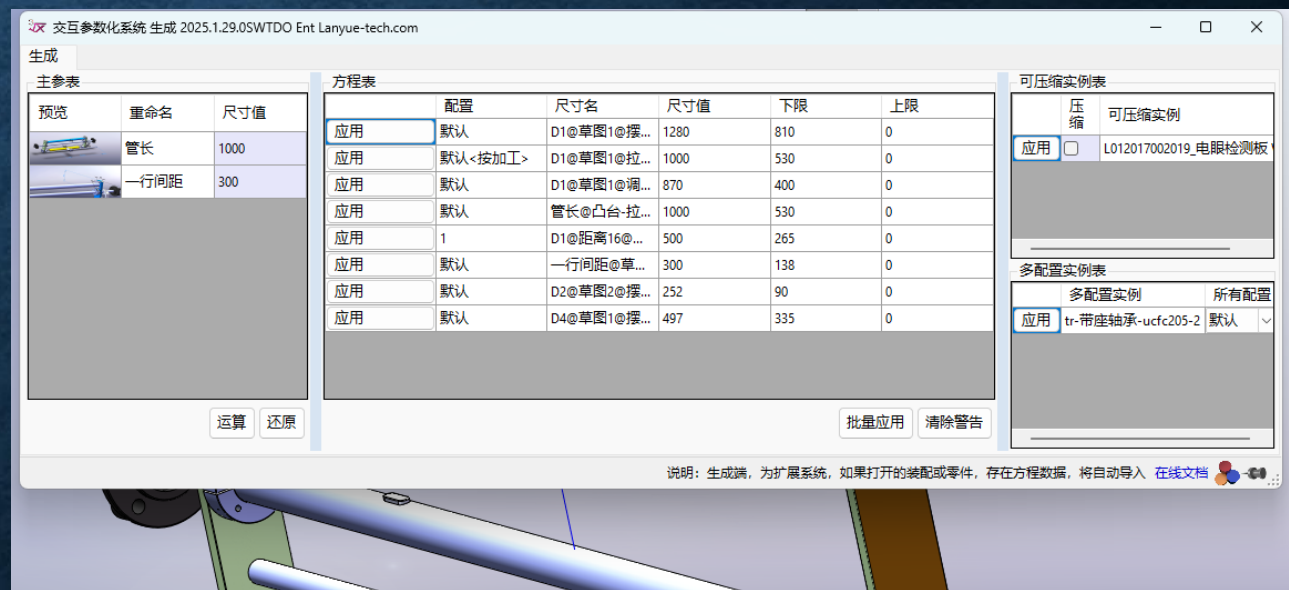 交互参数化系统 生成 2025.1.29.0SWTDO Ent Lanyue-tech.com
生成
主参表
预览 重命名 尺寸值
管长 1000
一行间距 300
运算 还原
方程表
配置 尺寸名 尺寸值 下限 上限
应用 默认 D1@草图1@摆... 1280 810 0
应用 默认<按加工> D1@草图1@拉... 1000 530 0
应用 默认 D1@草图1@调... 870 400 0
应用 默认 管长@凸台-拉... 1000 530 0
应用 1 D1@距离16@... 500 265 0
应用 默认 一行间距@草... 300 138 0
应用 默认 D2@草图2@摆... 252 90 0
应用 默认 D4@草图1@摆... 497 335 0
批量应用 清除警告
可压缩实例表
压缩 可压缩实例
应用 L012017002019_电眼检测板
多配置实例表
多配置实例 所有配置
应用 tr-带座轴承-ucfc205-2 默认
说明：生成端，为扩展系统，如果打开的装配或零件，存在方程数据，将自动导入 在线文档